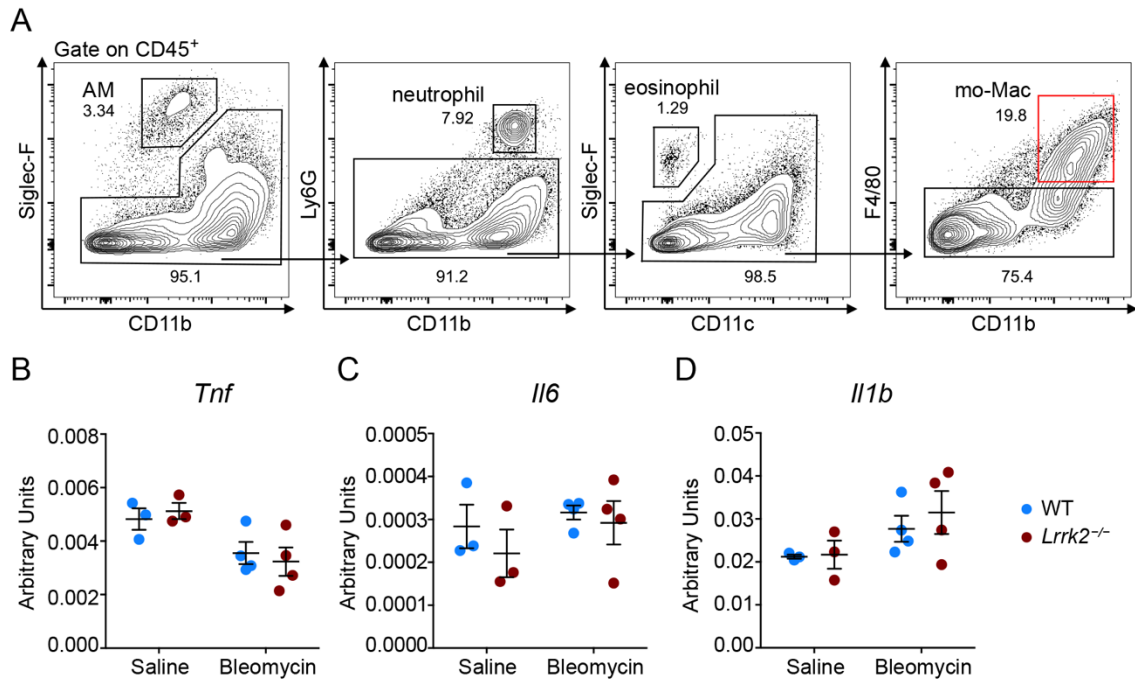 A
Gate on CD45⁺
AM
3.34
95.1
Siglec-F
CD11b
neutrophil
7.92
91.2
Ly6G
CD11b
eosinophil
1.29
98.5
Siglec-F
CD11c
mo-Mac
19.8
75.4
F4/80
CD11b
B
Tnf
Arbitrary Units
0.008
0.006
0.004
0.002
0.000
Saline Bleomycin
C
Il6
Arbitrary Units
0.0005
0.0004
0.0003
0.0002
0.0001
0.0000
Saline Bleomycin
D
Il1b
Arbitrary Units
0.05
0.04
0.03
0.02
0.01
0.00
Saline Bleomycin
WT
Lrrk2⁻/⁻